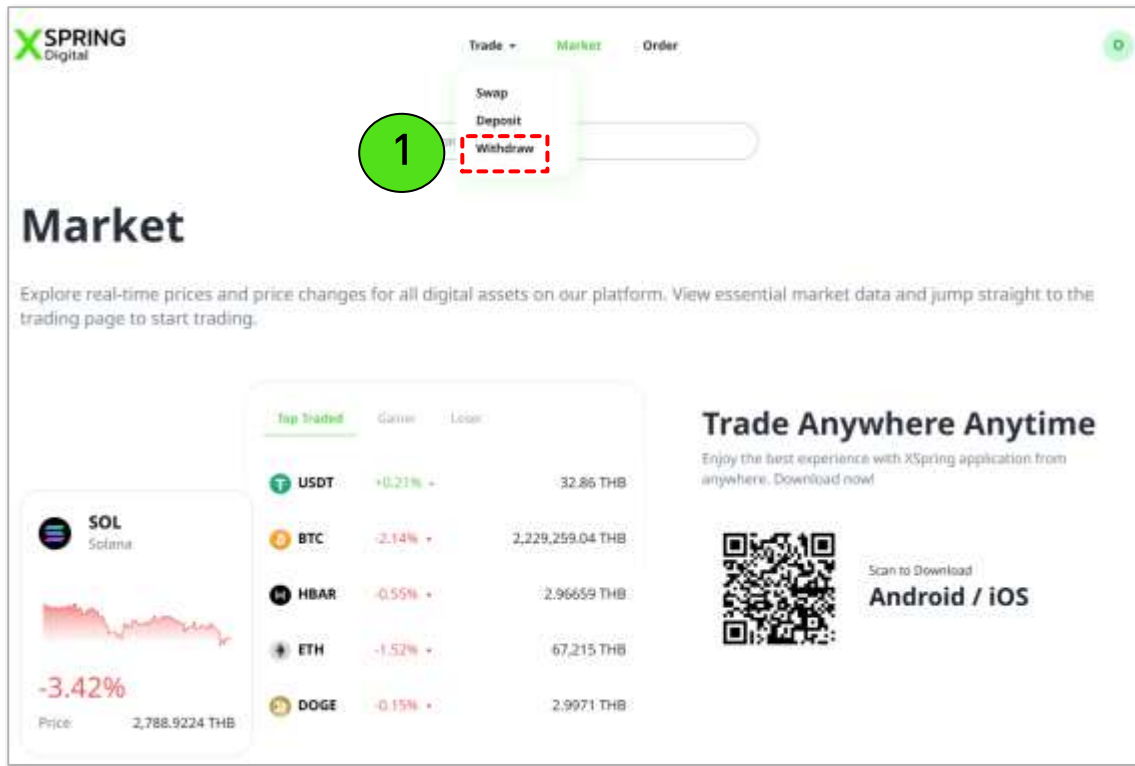 XSPRING
Digital
Trade
Market
Order
O
Swap
Deposit
Withdraw
1
Market
Explore real-time prices and price changes for all digital assets on our platform. View essential market data and jump straight to the
trading page to start trading.
Top Traded
Gainer
Loser
USDT
+0.21%
32.86 THB
BTC
-2.14%
2,229,259.04 THB
HBAR
-0.55%
2.96659 THB
ETH
-1.52%
67,215 THB
DOGE
-0.15%
2.9971 THB
SOL
Solana
-3.42%
Price
2,788.9224 THB
Trade Anywhere Anytime
Enjoy the best experience with XSpring application from
anywhere. Download now!
Scan to Download
Android / iOS